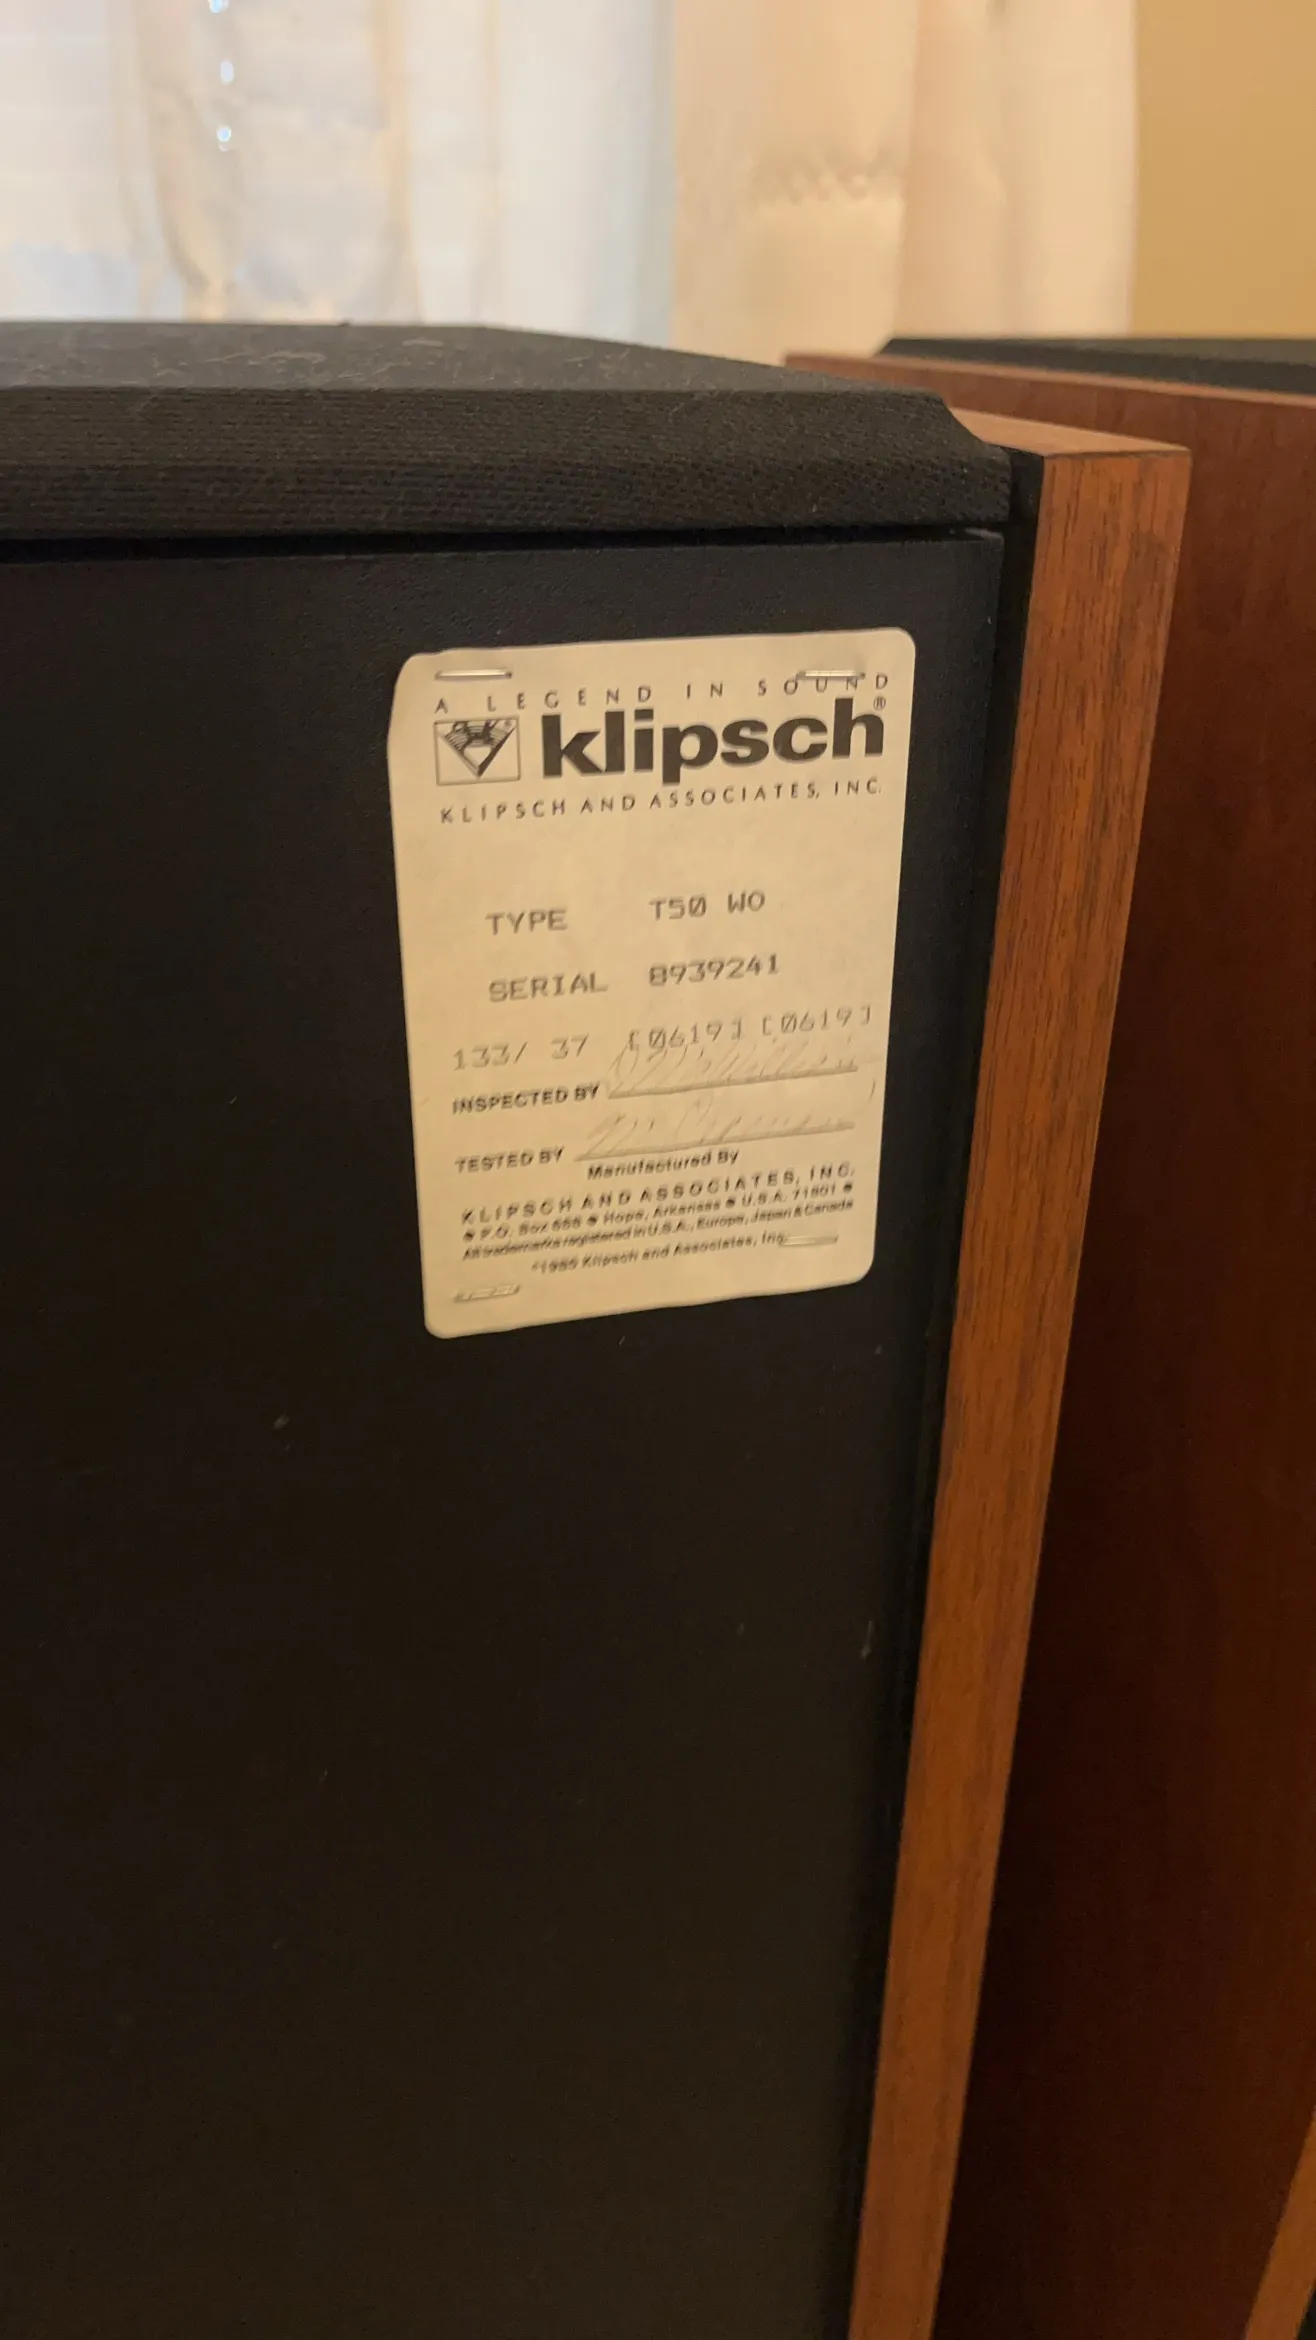 A LEGEND IN SOUND
klipsch®
KLIPSCH AND ASSOCIATES, INC.
TYPE T50 WO
SERIAL 8939241
133/ 37 [0619] [0619]
INSPECTED BY
TESTED BY
Manufactured By
KLIPSCH AND ASSOCIATES, INC.
P.O. Box 688 Hope, Arkansas U.S.A. 71801
All trademarks registered in U.S.A., Europe, Japan & Canada
Klipsch and Associates, Inc.